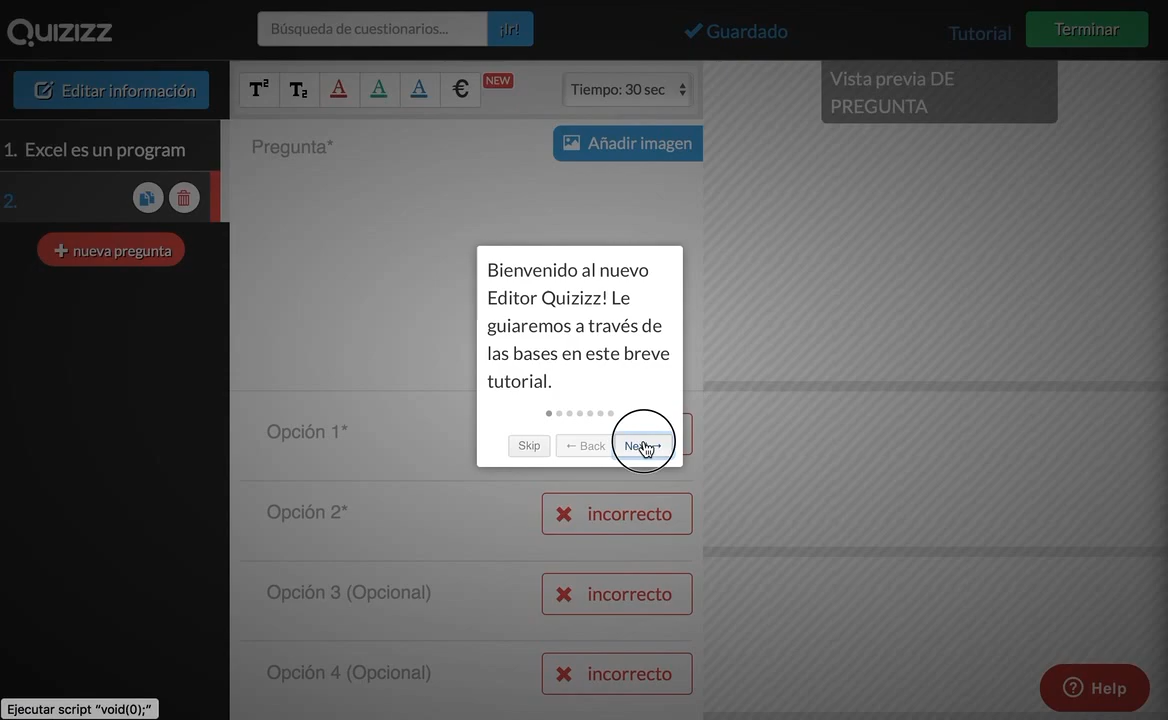 Quizizz
Búsqueda de cuestionarios...
¡Ir!
Guardado
Tutorial
Terminar
Editar información
T² T₂ A A A € NEW
Tiempo: 30 sec
Vista previa DE
PREGUNTA
1. Excel es un program
2.
nueva pregunta
Pregunta*
Añadir imagen
Bienvenido al nuevo
Editor Quizizz! Le
guiaremos a través de
las bases en este breve
tutorial.
Skip
← Back
Opción 1*
Opción 2*
incorrecto
Opción 3 (Opcional)
incorrecto
Opción 4 (Opcional)
incorrecto
Help
Ejecutar script "void(0);"